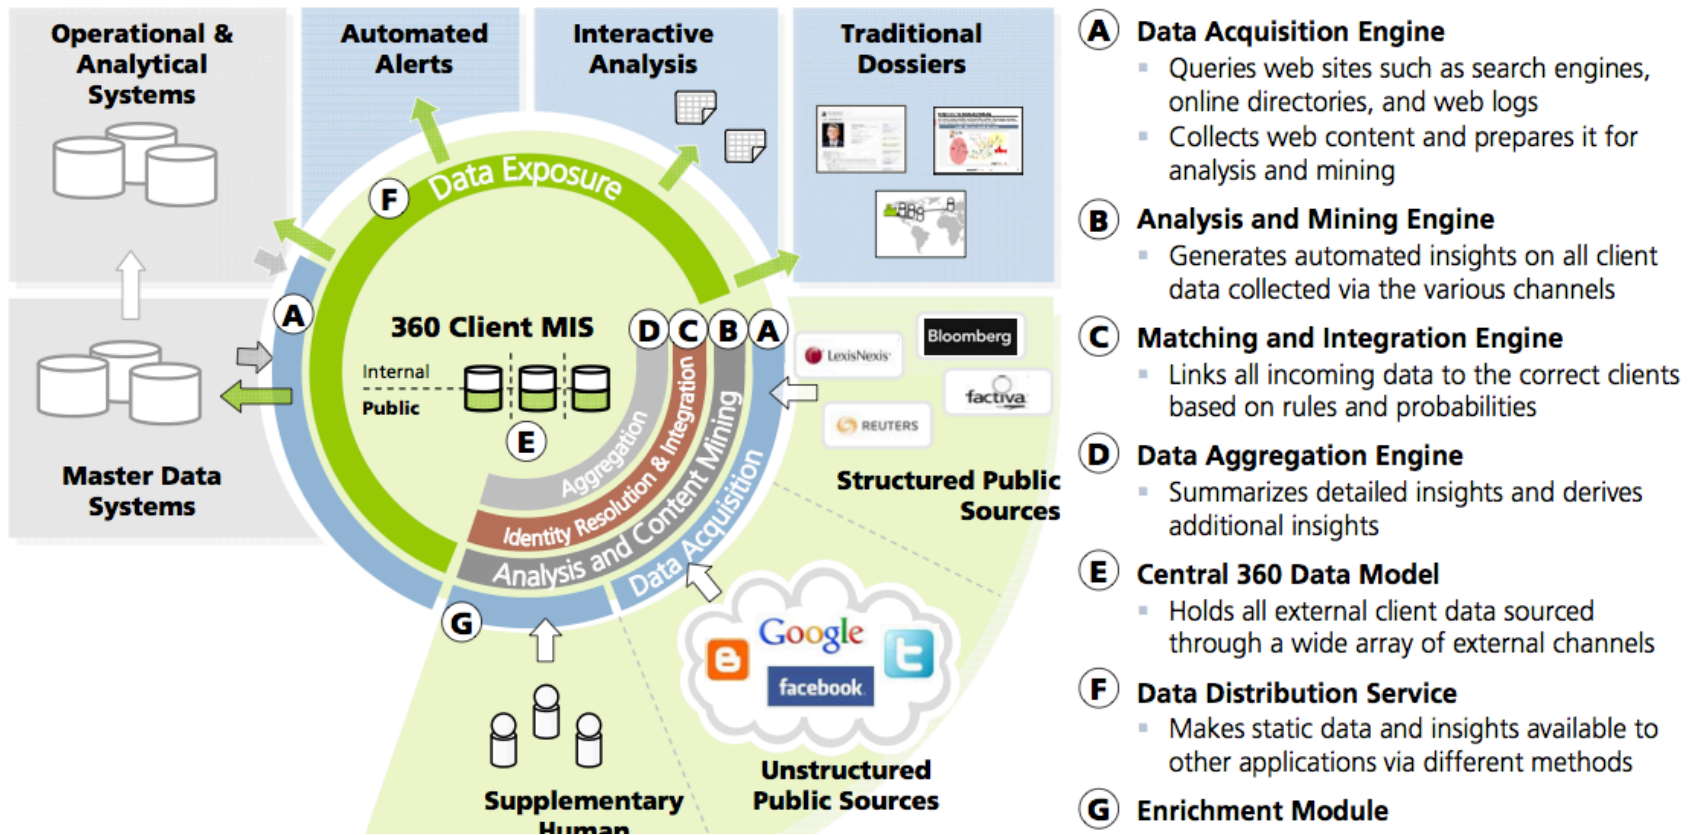 Operational &
Analytical
Systems
Automated
Alerts
Interactive
Analysis
Traditional
Dossiers
Data Exposure
F
A
360 Client MIS
D
C
B
A
Internal
Public
E
Aggregation
Identity Resolution & Integration
Analysis and Content Mining
Data Acquisition
G
Master Data
Systems
LexisNexis
Bloomberg
factiva
REUTERS
Structured Public
Sources
Google
facebook
Unstructured
Public Sources
Supplementary
Human
A
Data Acquisition Engine
Queries web sites such as search engines,
online directories, and web logs
Collects web content and prepares it for
analysis and mining
B
Analysis and Mining Engine
Generates automated insights on all client
data collected via the various channels
C
Matching and Integration Engine
Links all incoming data to the correct clients
based on rules and probabilities
D
Data Aggregation Engine
Summarizes detailed insights and derives
additional insights
E
Central 360 Data Model
Holds all external client data sourced
through a wide array of external channels
F
Data Distribution Service
Makes static data and insights available to
other applications via different methods
G
Enrichment Module